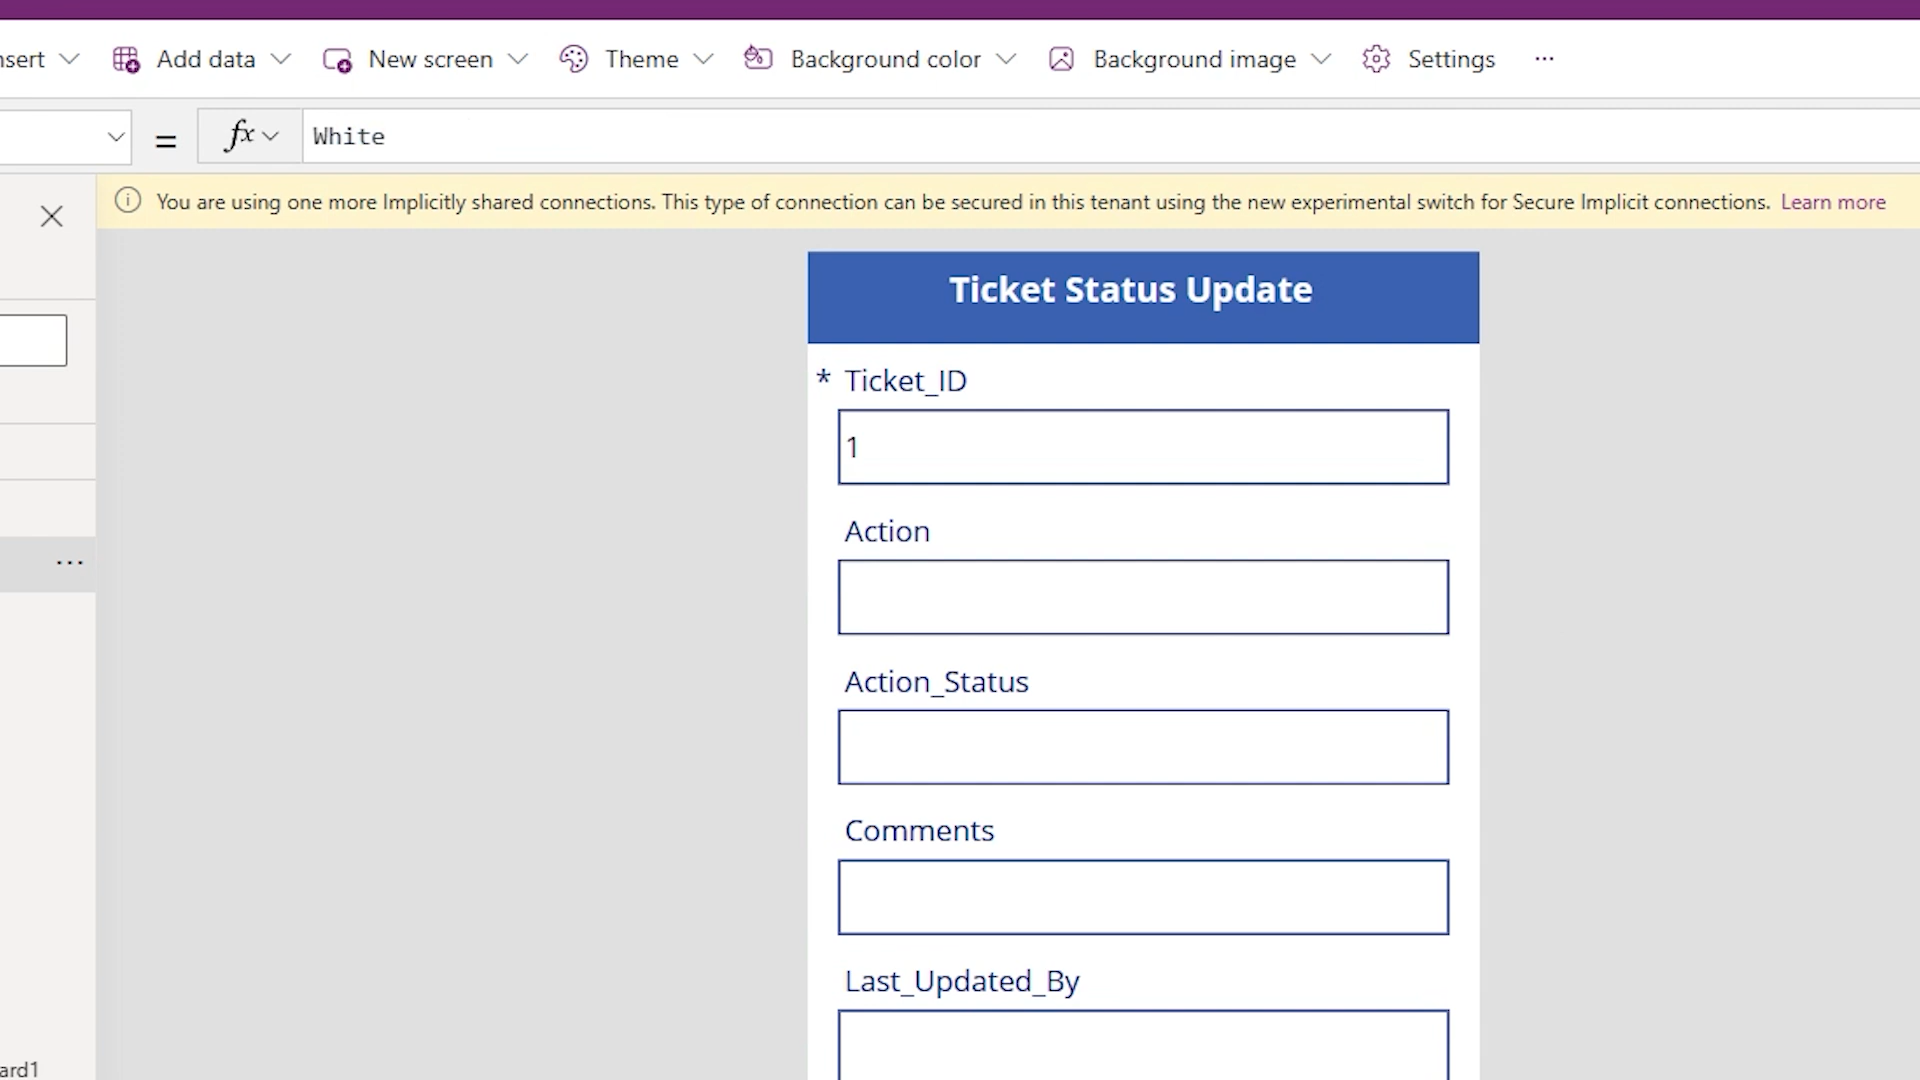 nsert Add data New screen Theme Background color Background image Settings ...
= fx White
You are using one more Implicitly shared connections. This type of connection can be secured in this tenant using the new experimental switch for Secure Implicit connections. Learn more
Ticket Status Update
* Ticket_ID
1
Action
...
Action_Status
Comments
Last_Updated_By
ard1